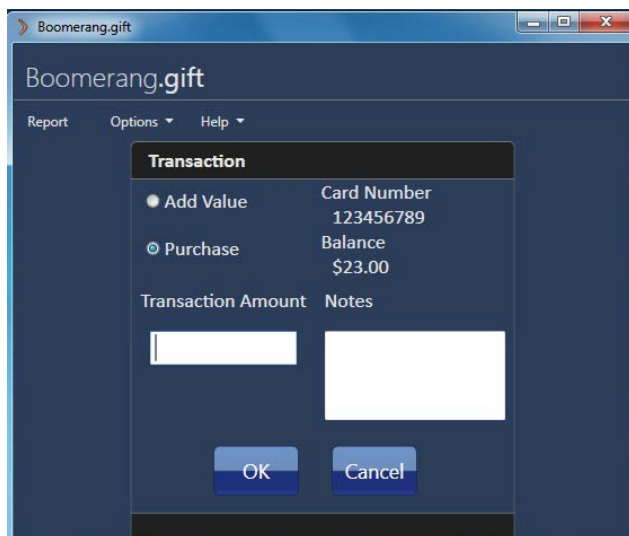 Boomerang.gift
Boomerang.gift
Report Options Help
Transaction
Add Value Card Number
123456789
Purchase Balance
$23.00
Transaction Amount Notes
OK Cancel